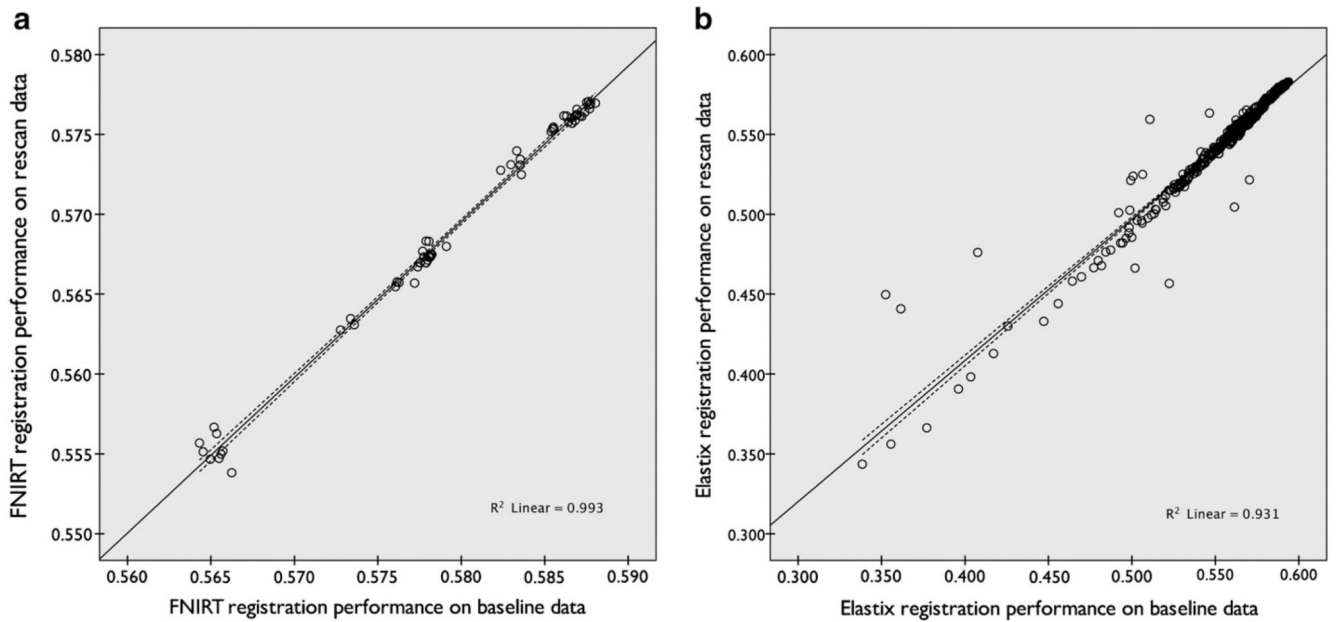 a
FNIRT registration performance on rescan data
0.580
0.575
0.570
0.565
0.560
0.555
0.550
R² Linear = 0.993
0.560 0.565 0.570 0.575 0.580 0.585 0.590
FNIRT registration performance on baseline data
b
Elastix registration performance on rescan data
0.600
0.550
0.500
0.450
0.400
0.350
0.300
R² Linear = 0.931
0.300 0.350 0.400 0.450 0.500 0.550 0.600
Elastix registration performance on baseline data